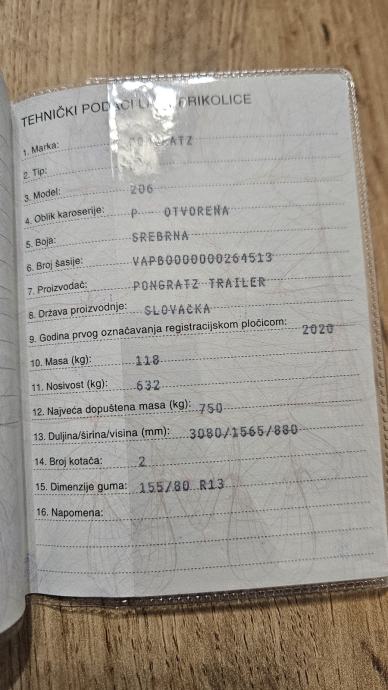 TEHNIČKI PODACI PRIKOLICE
1. Marka: PONGRATZ
2. Tip:
3. Model: 206
4. Oblik karoserije: P - OTVORENA
5. Boja: SREBRNA
6. Broj šasije: VAPB0000000264513
7. Proizvođač: PONGRATZ TRAILER
8. Država proizvodnje: SLOVAČKA
9. Godina prvog označavanja registracijskom pločicom: 2020
10. Masa (kg): 118
11. Nosivost (kg): 632
12. Najveća dopuštena masa (kg): 750
13. Duljina/širina/visina (mm): 3080/1565/880
14. Broj kotača: 2
15. Dimenzije guma: 155/80 R13
16. Napomena: